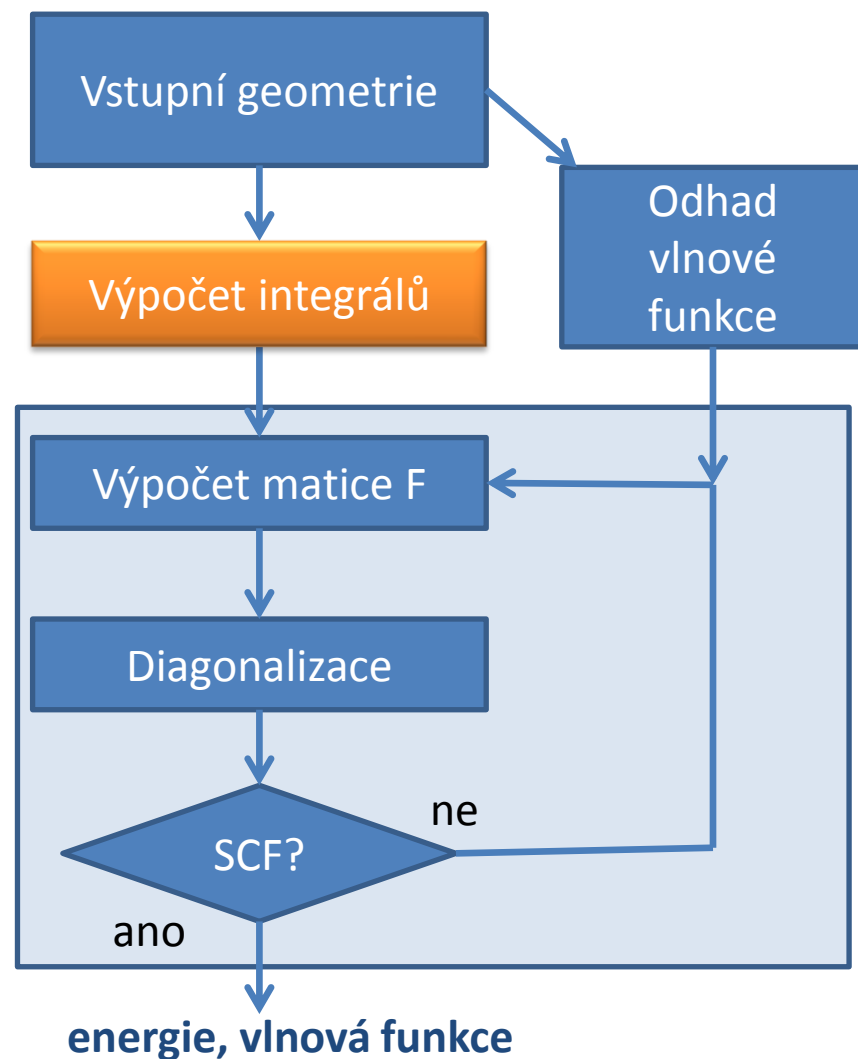 Vstupní geometrie
Odhad
vlnové
funkce
Výpočet integrálů
Výpočet matice F
Diagonalizace
ne
SCF?
ano
energie, vlnová funkce